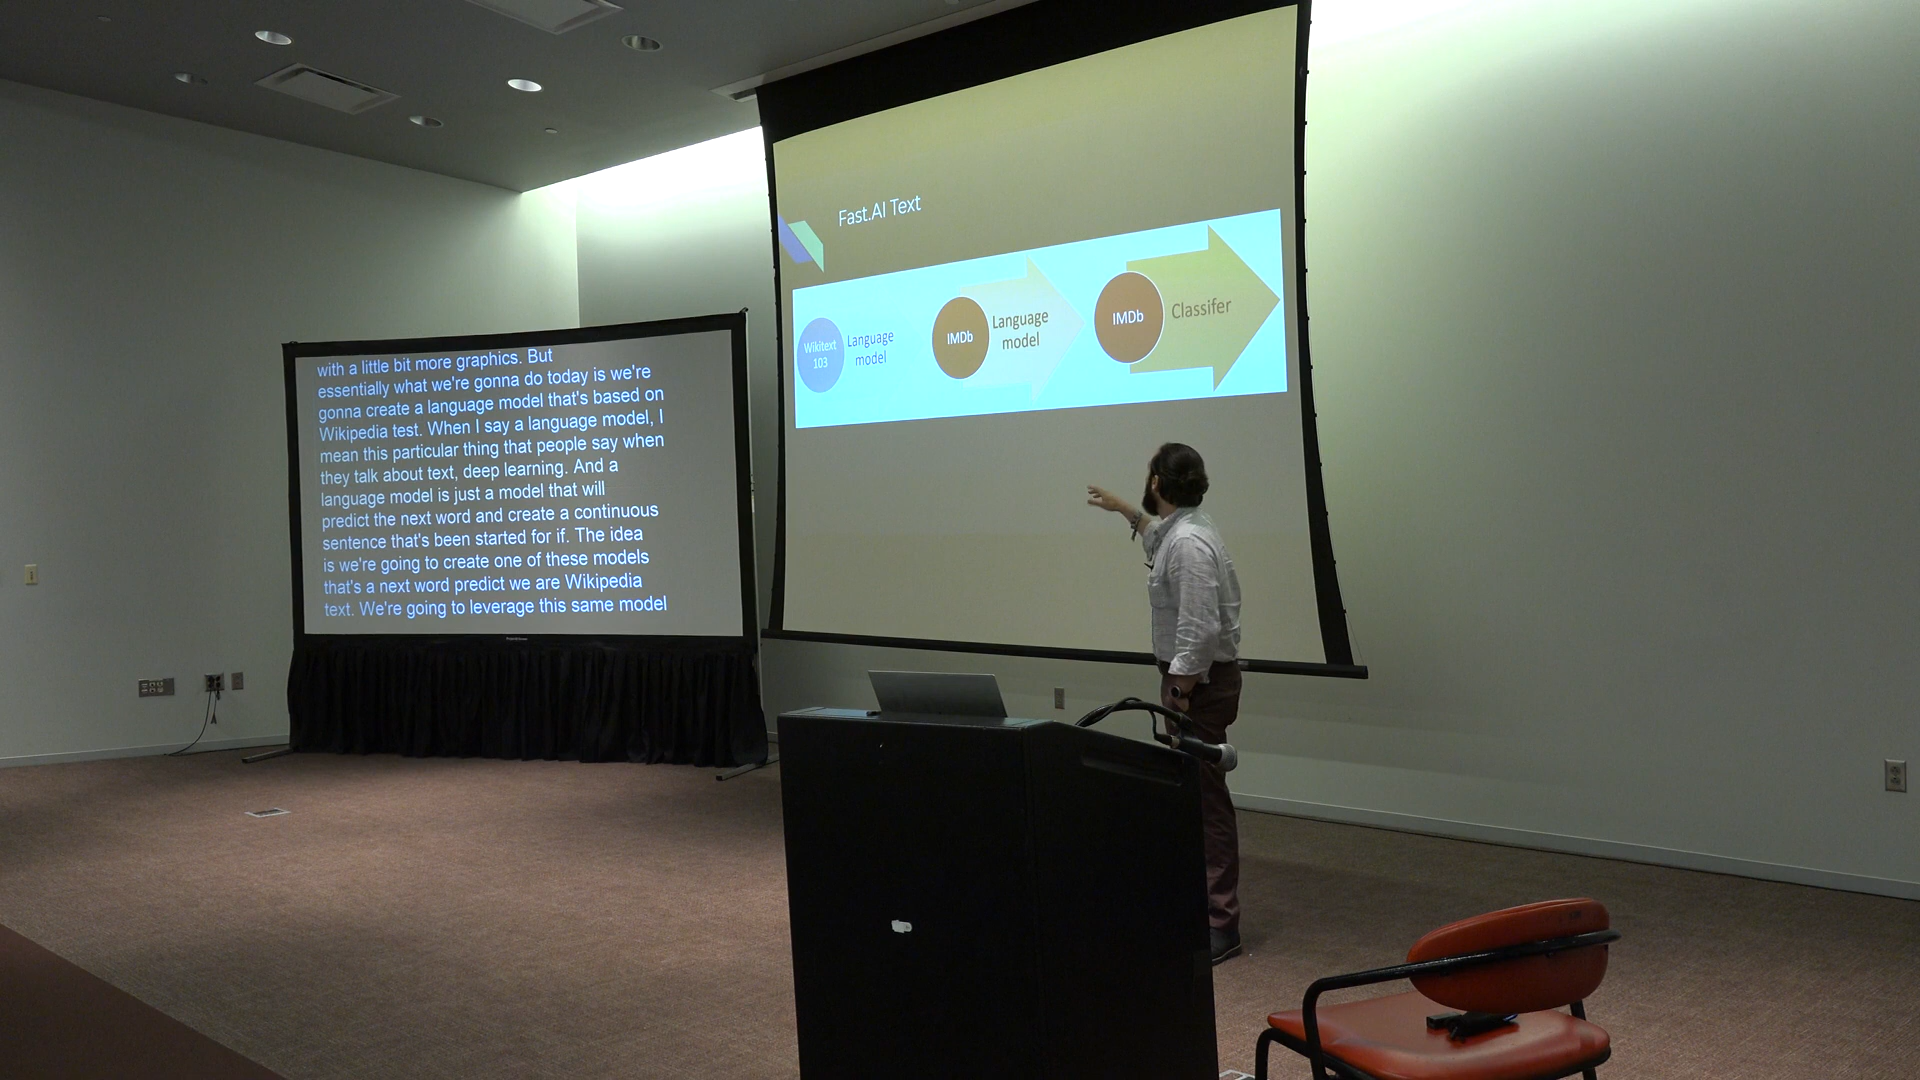 with a little bit more graphics. But
essentially what we're gonna do today is we're
gonna create a language model that's based on
Wikipedia test. When I say a language model, I
mean this particular thing that people say when
they talk about text, deep learning. And a
language model is just a model that will
predict the next word and create a continuous
sentence that's been started for if. The idea
is we're going to create one of these models
that's a next word predict we are Wikipedia
text. We're going to leverage this same model
Fast.AI Text
Wikitext
103
Language
model
IMDb
Language
model
IMDb
Classifer